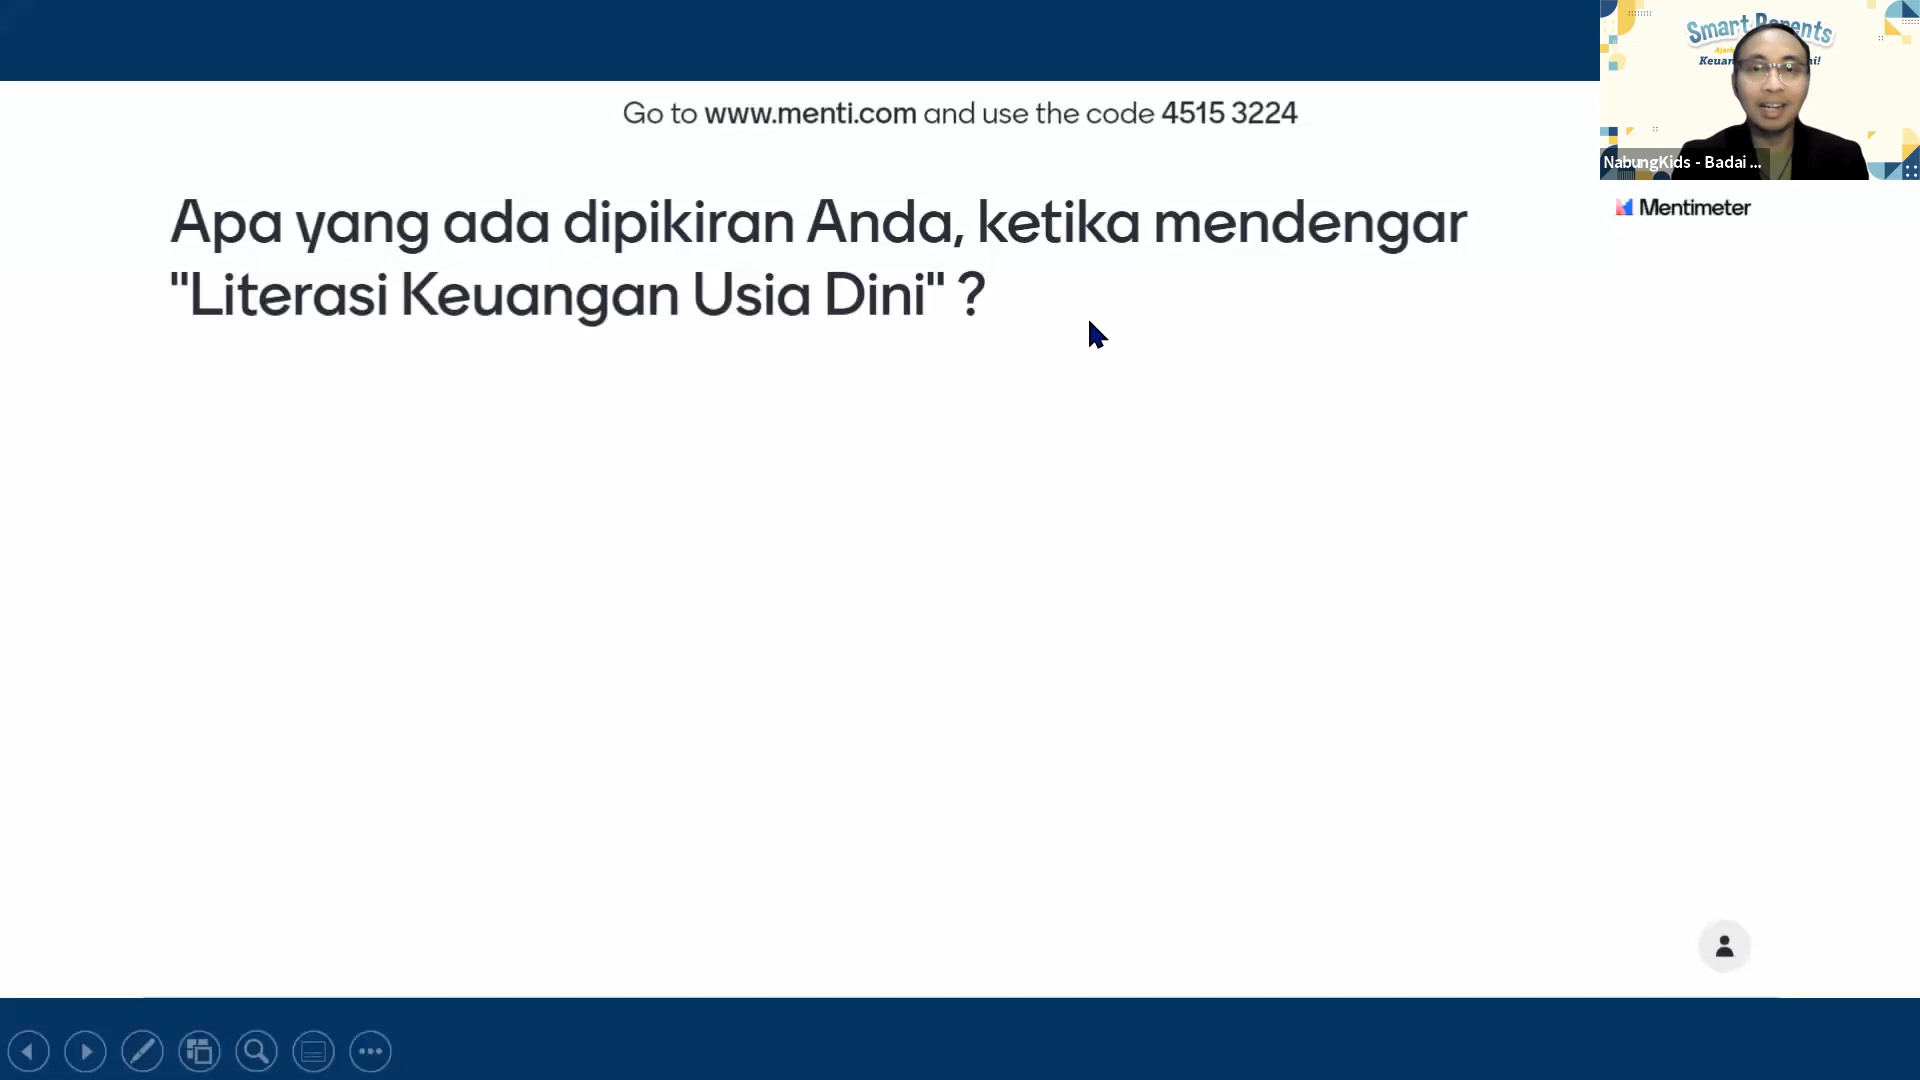 Go to www.menti.com and use the code 4515 3224
Smart
Mentimeter
NabungKids - Badai ...
Apa yang ada dipikiran Anda, ketika mendengar
"Literasi Keuangan Usia Dini" ?